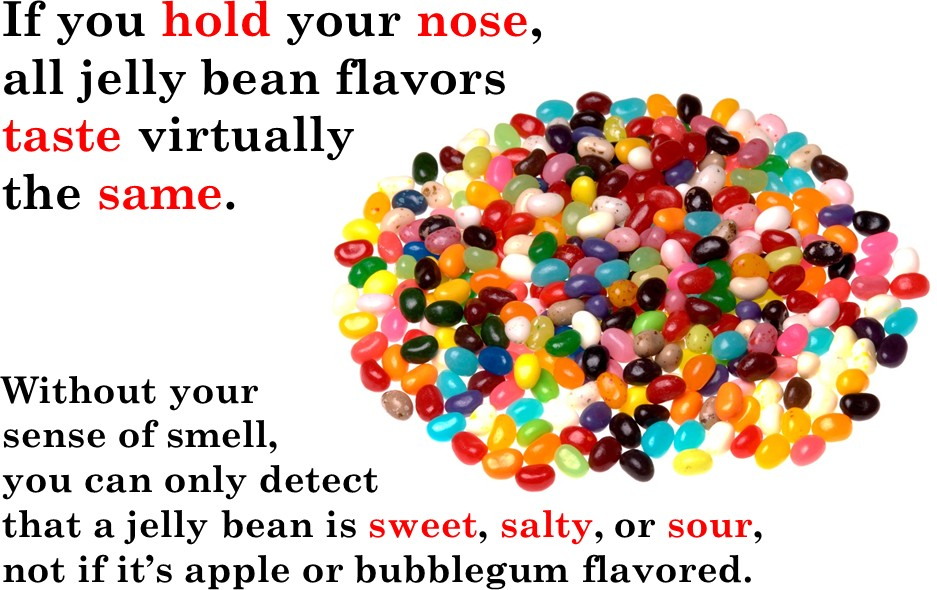 If you hold your nose,
all jelly bean flavors
taste virtually
the same.
Without your
sense of smell,
you can only detect
that a jelly bean is sweet, salty, or sour,
not if it’s apple or bubblegum flavored.